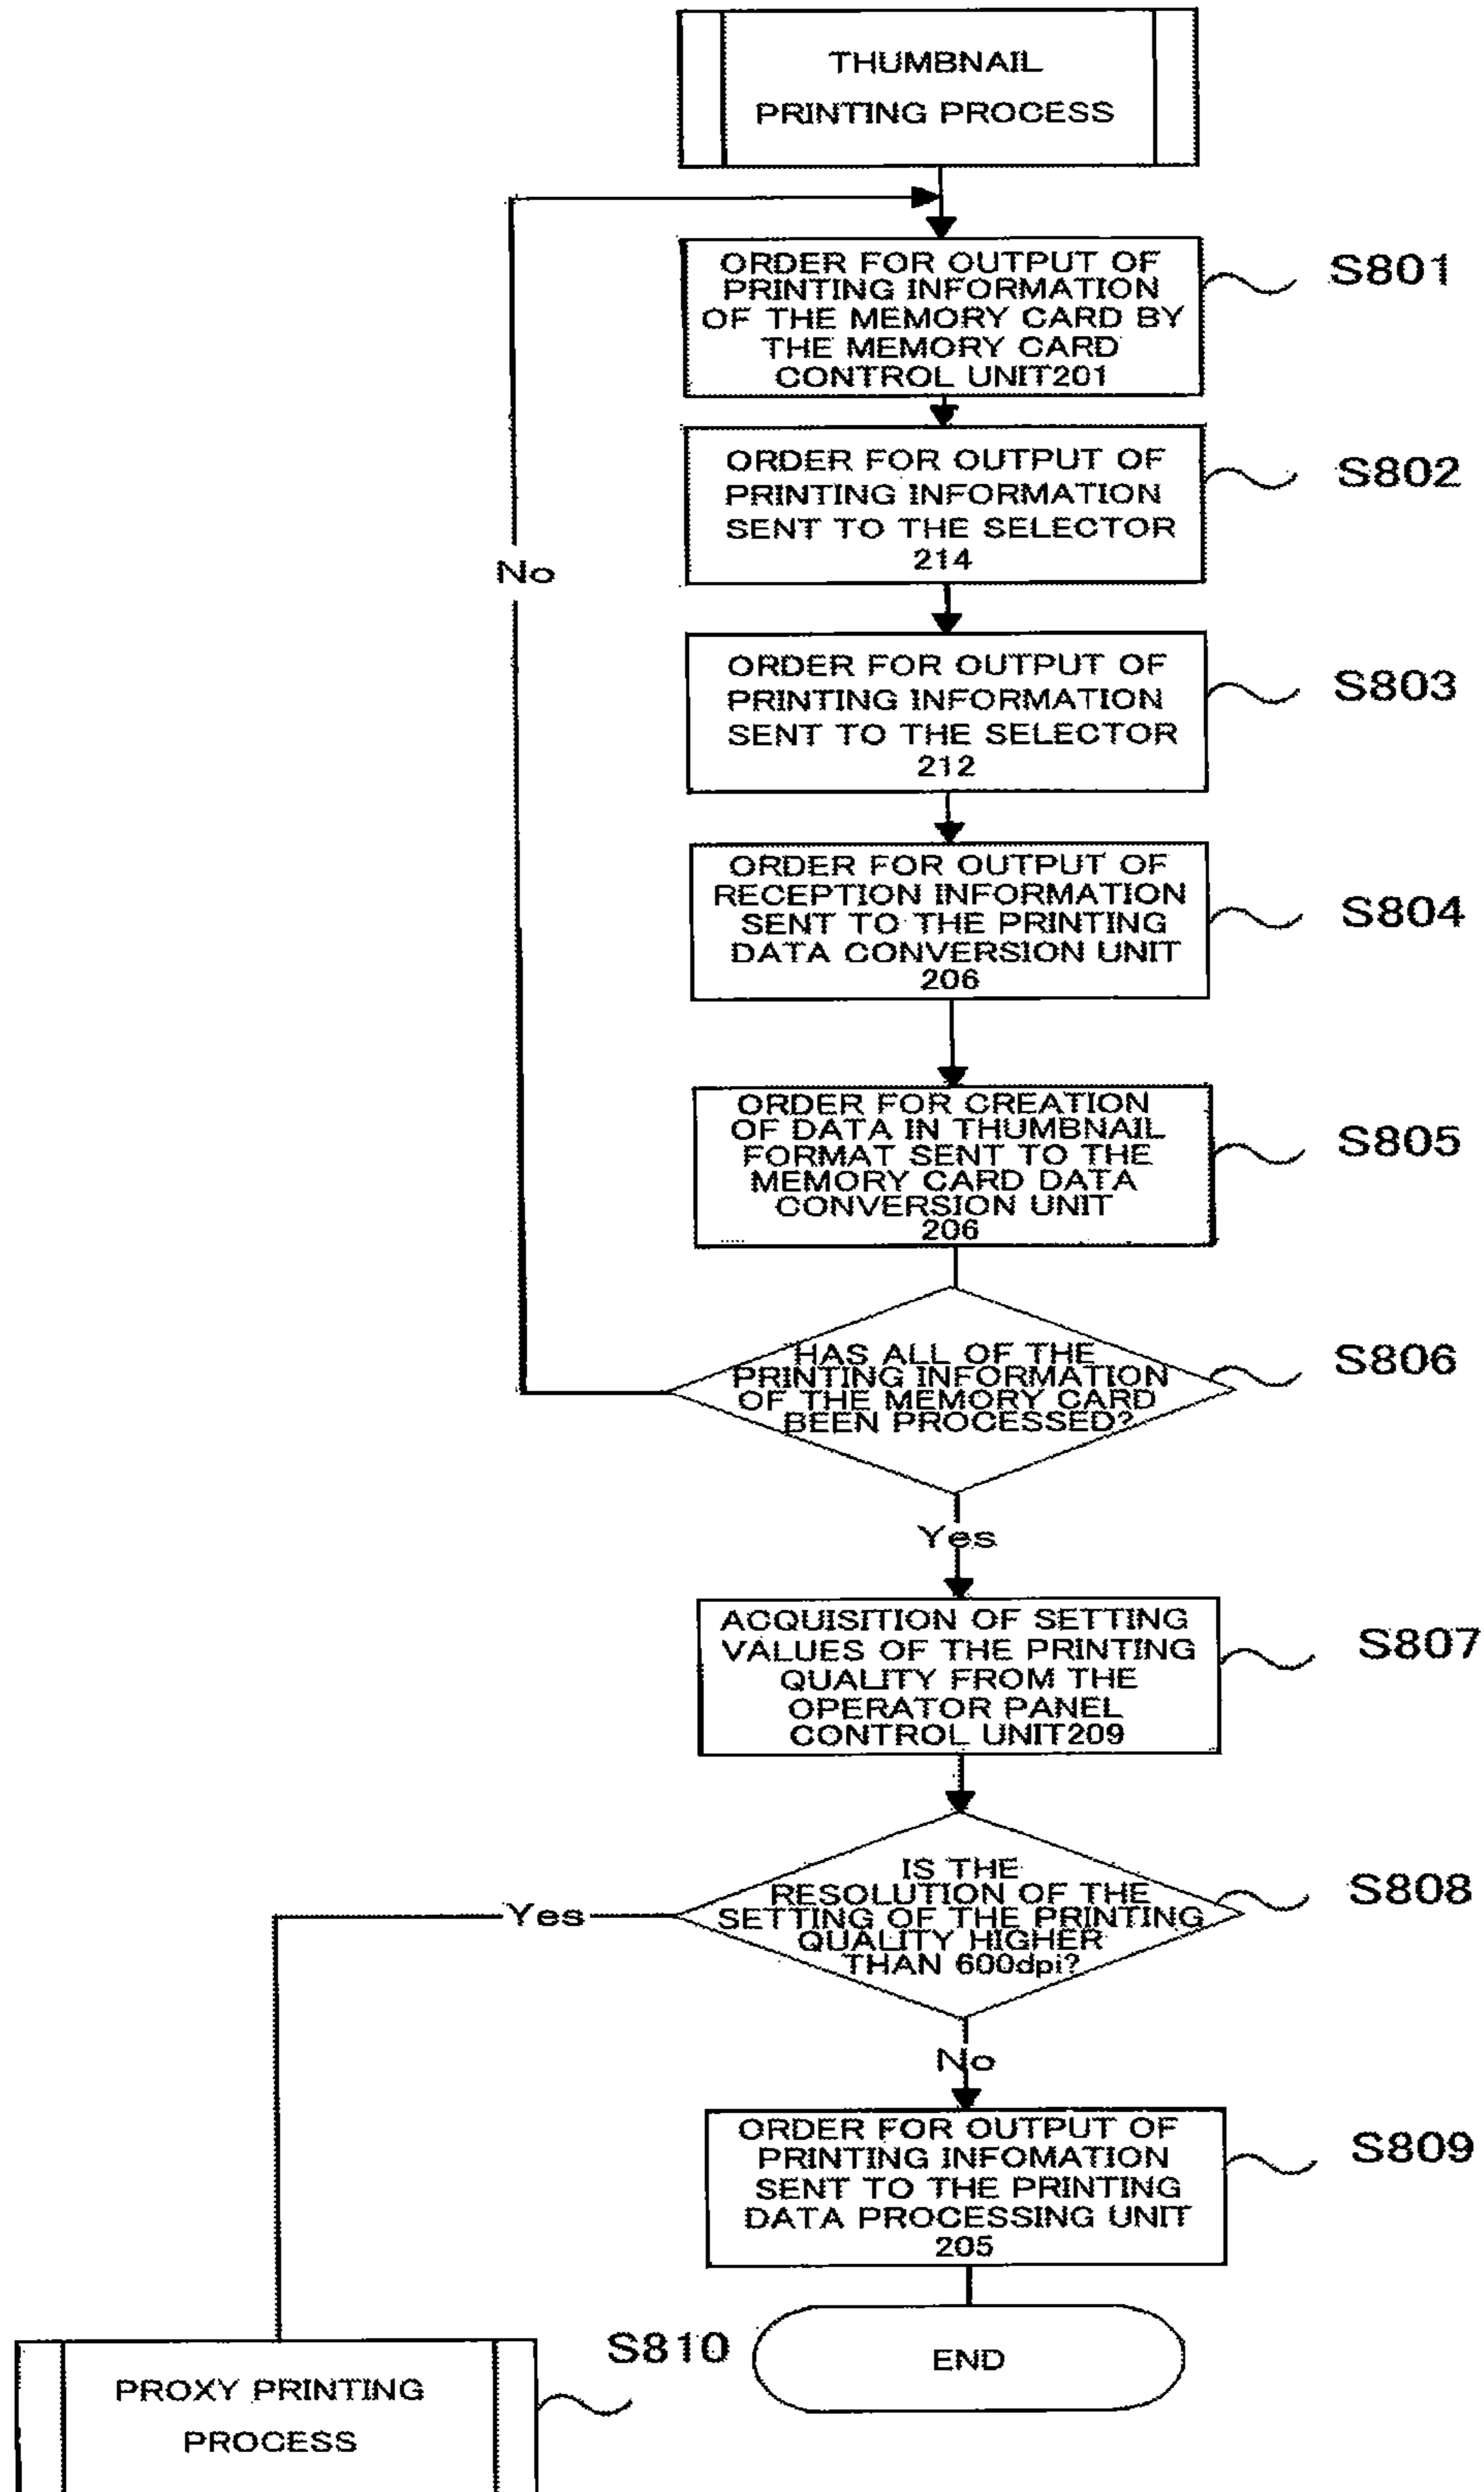 THUMBNAIL
PRINTING PROCESS
ORDER FOR OUTPUT OF
PRINTING INFORMATION
OF THE MEMORY CARD BY
THE MEMORY CARD
CONTROL UNIT201
S801
ORDER FOR OUTPUT OF
PRINTING INFORMATION
SENT TO THE SELECTOR
214
S802
No
ORDER FOR OUTPUT OF
PRINTING INFORMATION
SENT TO THE SELECTOR
212
S803
ORDER FOR OUTPUT OF
RECEPTION INFORMATION
SENT TO THE PRINTING
DATA CONVERSION UNIT
206
S804
ORDER FOR CREATION
OF DATA IN THUMBNAIL
FORMAT SENT TO THE
MEMORY CARD DATA
CONVERSION UNIT
206
S805
HAS ALL OF THE
PRINTING INFORMATION
OF THE MEMORY CARD
BEEN PROCESSED?
S806
Yes
ACQUISITION OF SETTING
VALUES OF THE PRINTING
QUALITY FROM THE
OPERATOR PANEL
CONTROL UNIT209
S807
IS THE
RESOLUTION OF THE
SETTING OF THE PRINTING
QUALITY HIGHER
THAN 600dpi?
S808
Yes
No
ORDER FOR OUTPUT OF
PRINTING INFOMATION
SENT TO THE PRINTING
DATA PROCESSING UNIT
205
S809
END
PROXY PRINTING
PROCESS
S810